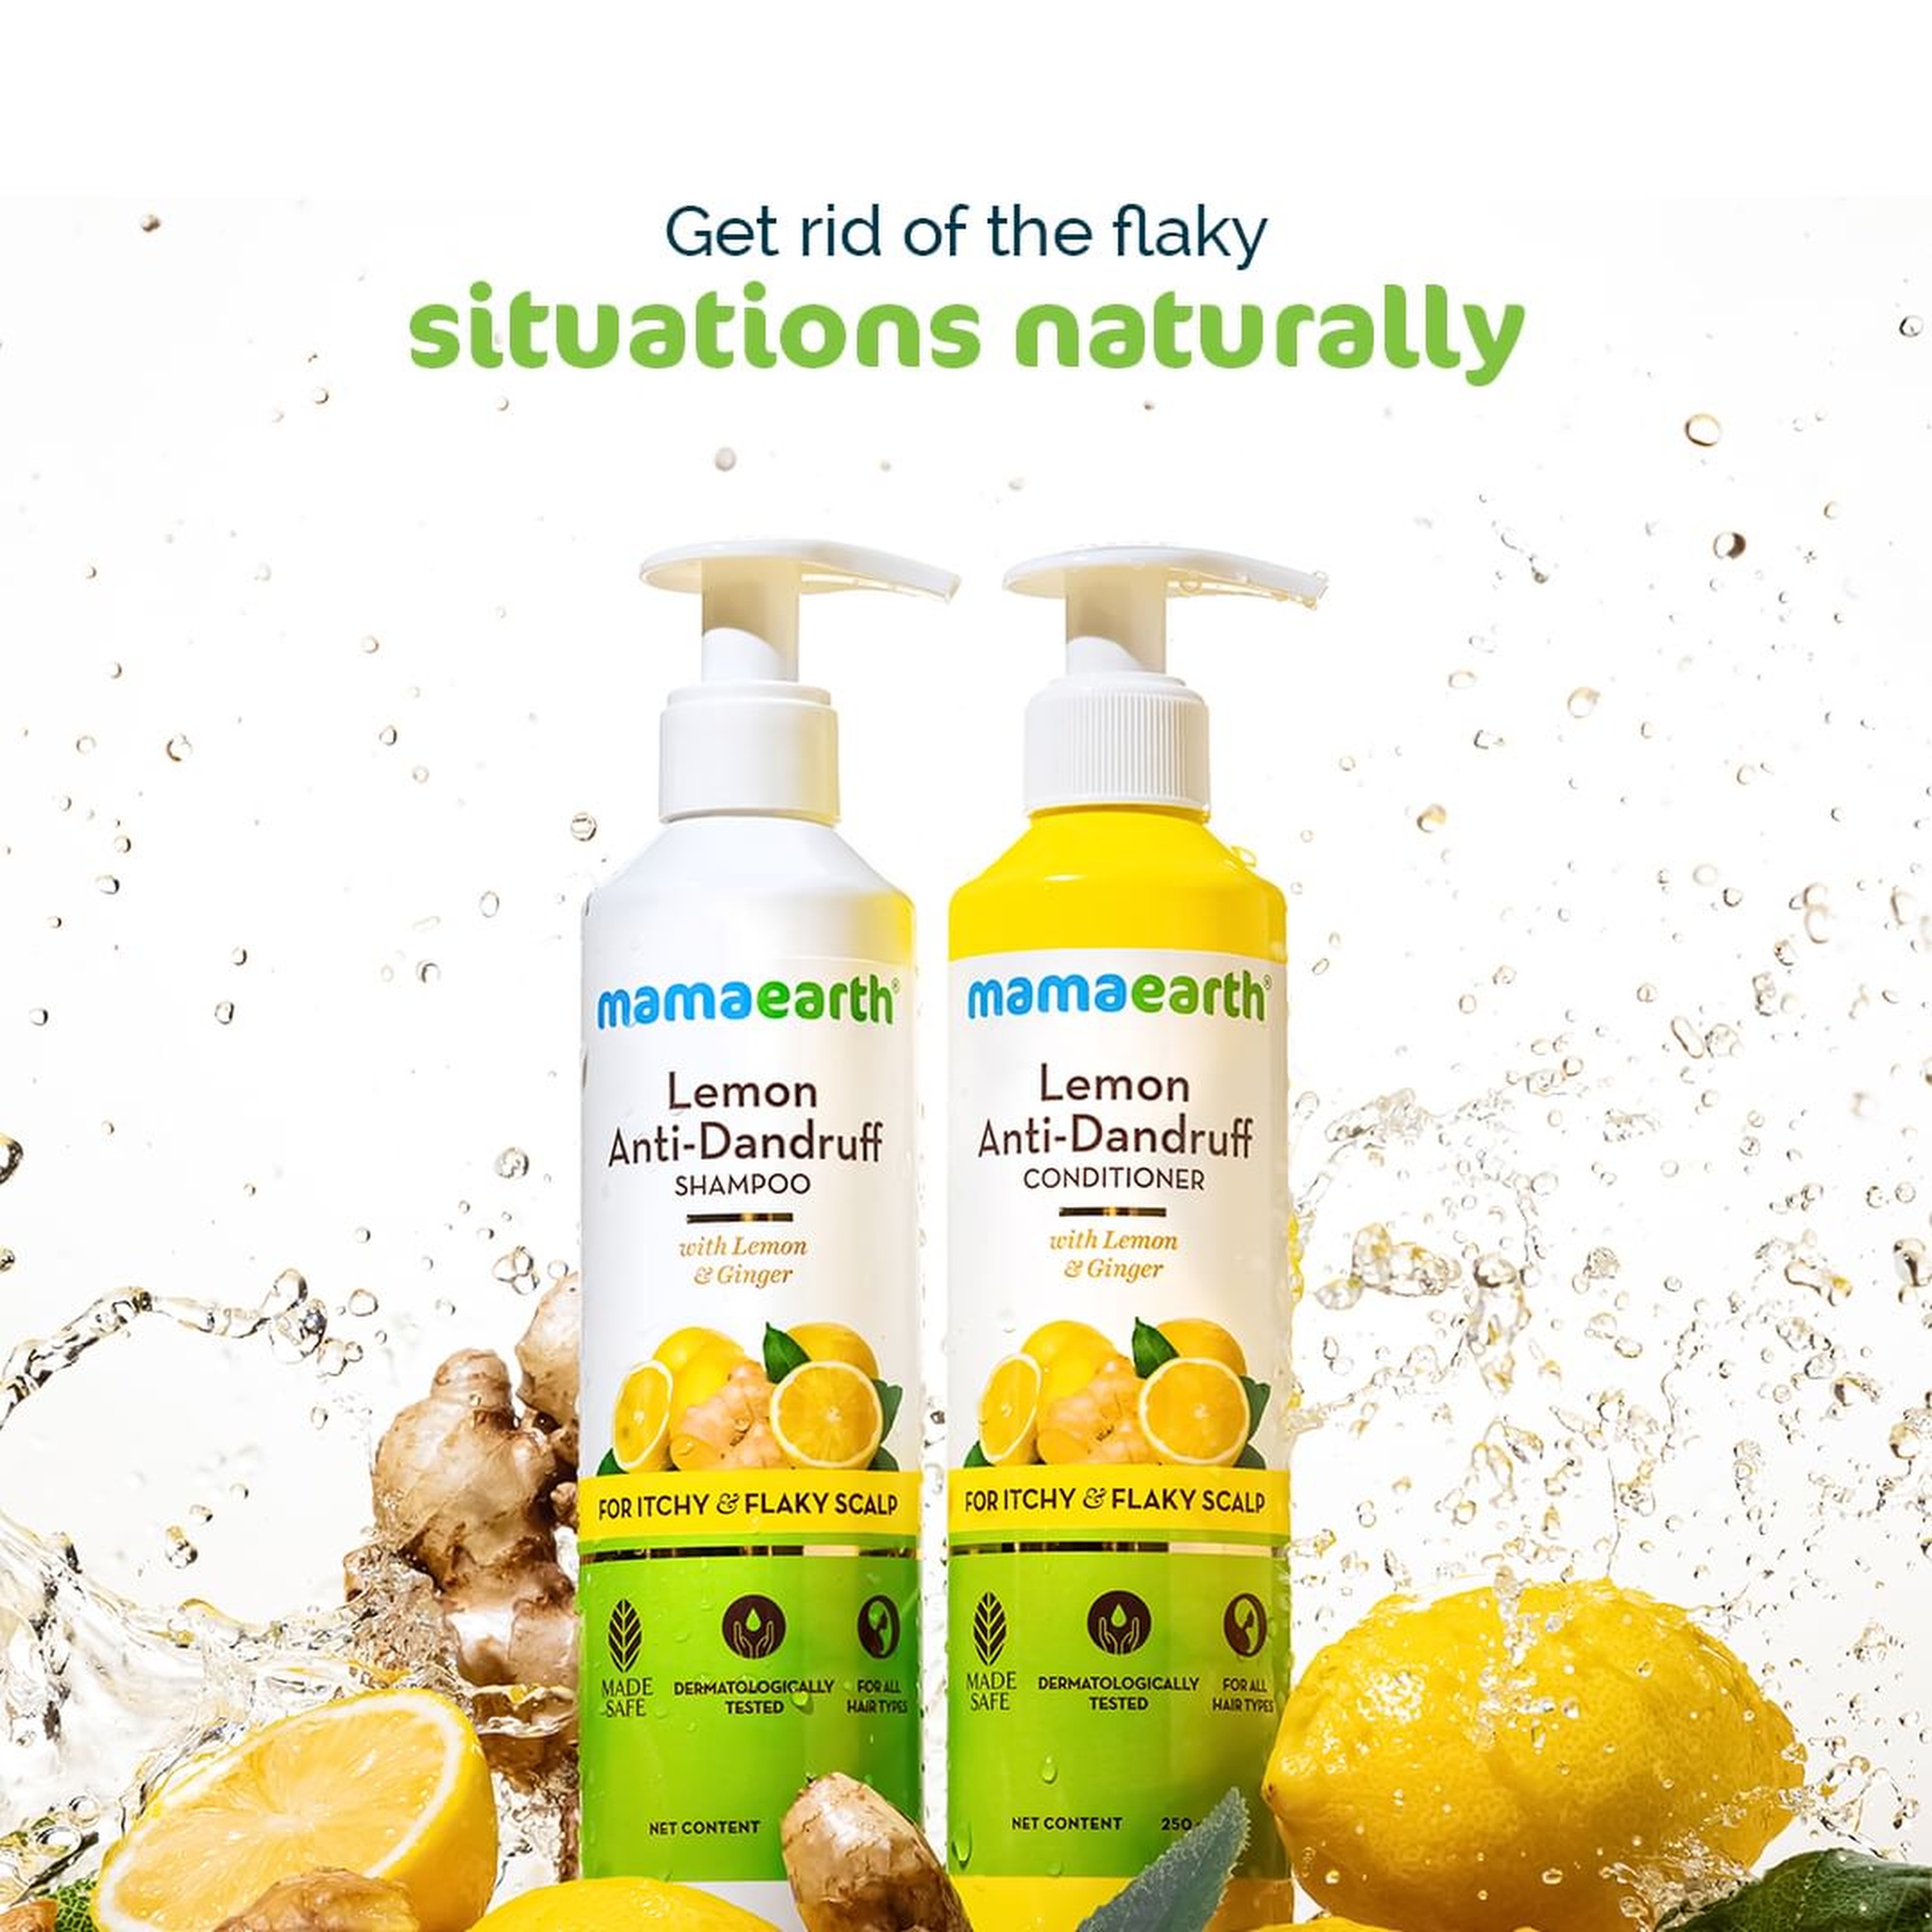 Get rid of the flaky
situations naturally
mamaearth®
Lemon
Anti-Dandruff
SHAMPOO
with Lemon
& Ginger
FOR ITCHY & FLAKY SCALP
MADE
SAFE
DERMATOLOGICALLY
TESTED
FOR ALL
HAIR TYPES
NET CONTENT
mamaearth®
Lemon
Anti-Dandruff
CONDITIONER
with Lemon
& Ginger
FOR ITCHY & FLAKY SCALP
MADE
SAFE
DERMATOLOGICALLY
TESTED
FOR ALL
HAIR TYPES
NET CONTENT 250